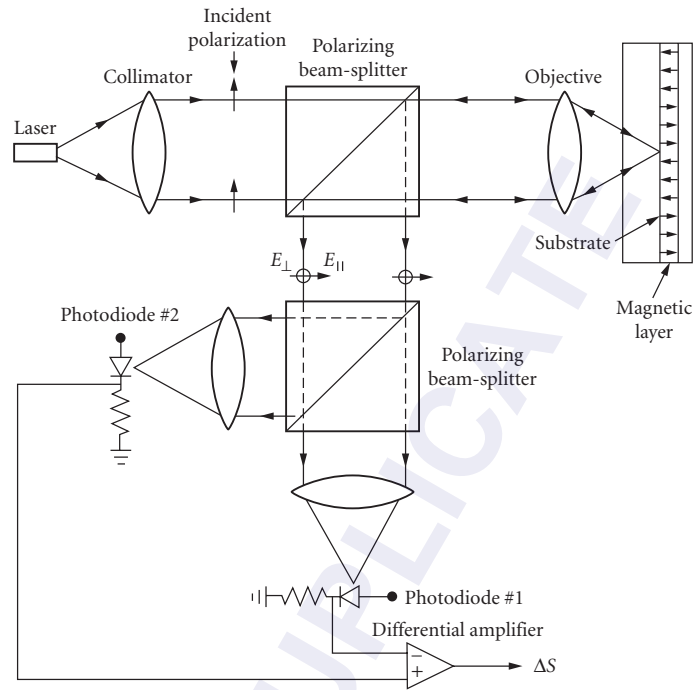 Incident
polarization
Polarizing
beam-splitter
Collimator
Objective
Laser
Substrate
E⊥
E||
Magnetic
layer
Photodiode #2
Polarizing
beam-splitter
Photodiode #1
Differential amplifier
−
+
ΔS
UPLICATE